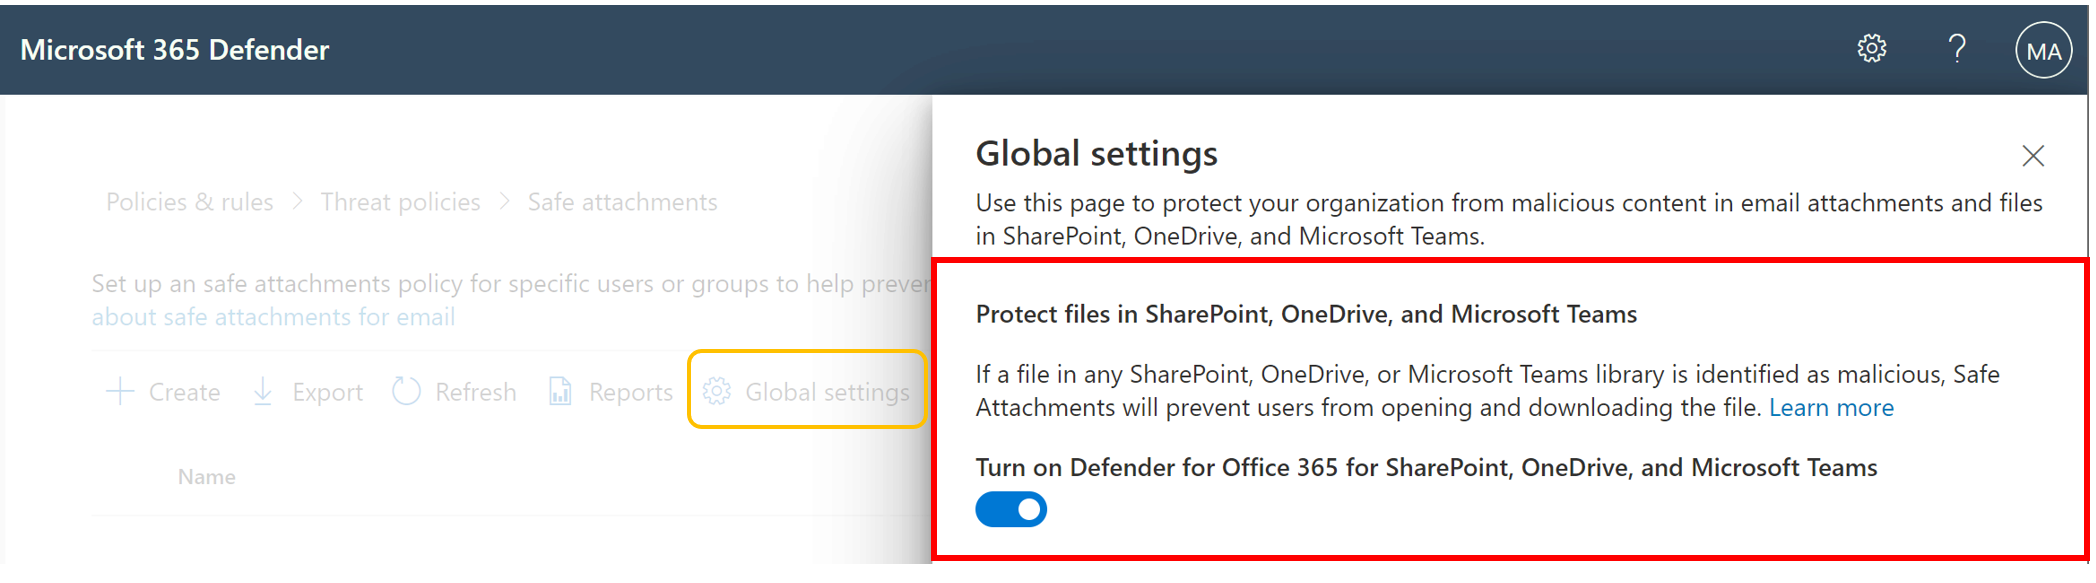 Microsoft 365 Defender
?
MA
Policies & rules > Threat policies > Safe attachments
Set up an safe attachments policy for specific users or groups to help preve
about safe attachments for email
Create
Export
Refresh
Reports
Global settings
Name
Global settings
Use this page to protect your organization from malicious content in email attachments and files
in SharePoint, OneDrive, and Microsoft Teams.
Protect files in SharePoint, OneDrive, and Microsoft Teams
If a file in any SharePoint, OneDrive, or Microsoft Teams library is identified as malicious, Safe
Attachments will prevent users from opening and downloading the file. Learn more
Turn on Defender for Office 365 for SharePoint, OneDrive, and Microsoft Teams